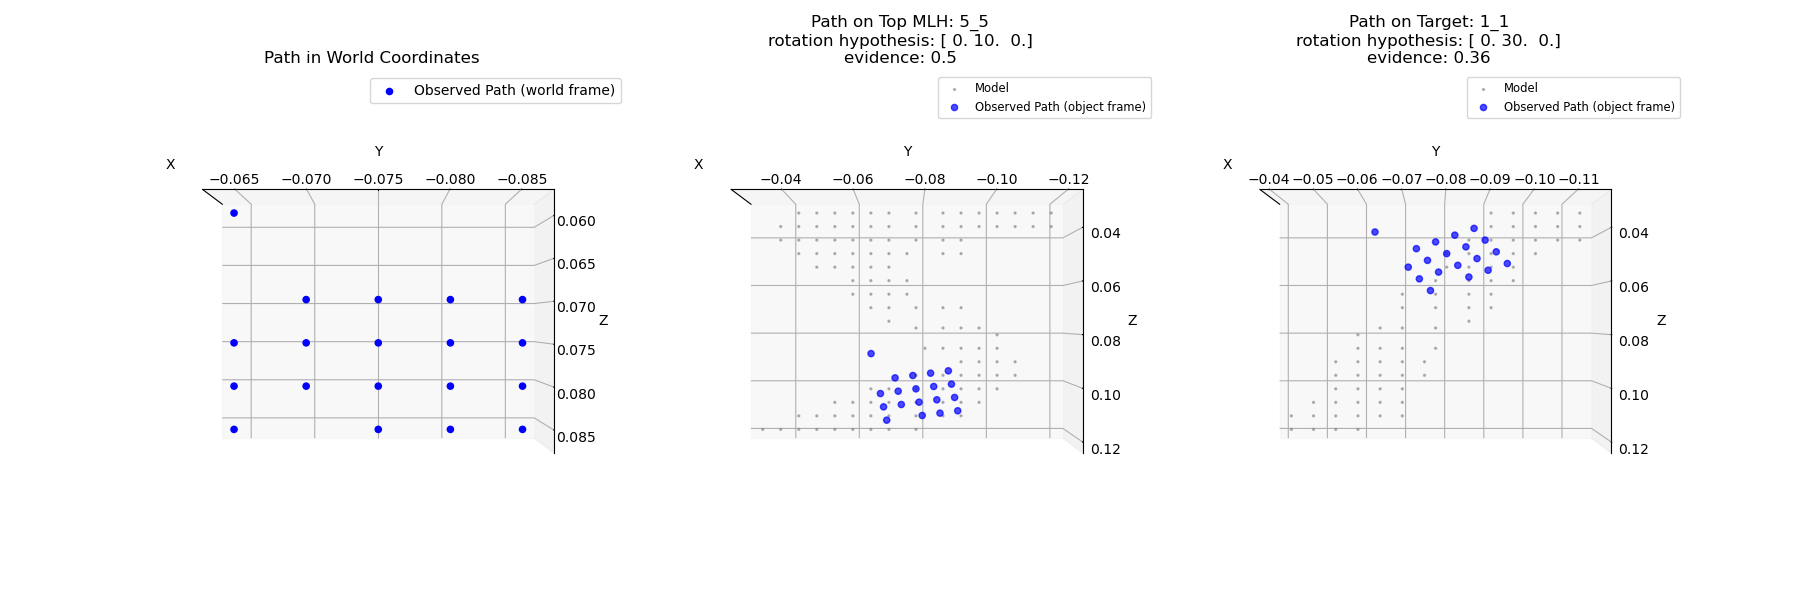 Path in World Coordinates
Observed Path (world frame)
X
Y
−0.065 −0.070 −0.075 −0.080 −0.085
0.060
0.065
0.070
Z
0.075
0.080
0.085
Path on Top MLH: 5_5
rotation hypothesis: [ 0. 10.  0.]
evidence: 0.5
Model
Observed Path (object frame)
X
Y
−0.04 −0.06 −0.08 −0.10 −0.12
0.04
0.06
Z
0.08
0.10
0.12
Path on Target: 1_1
rotation hypothesis: [ 0. 30.  0.]
evidence: 0.36
Model
Observed Path (object frame)
X
Y
−0.04 −0.05 −0.06 −0.07 −0.08 −0.09 −0.10 −0.11
0.04
0.06
Z
0.08
0.10
0.12